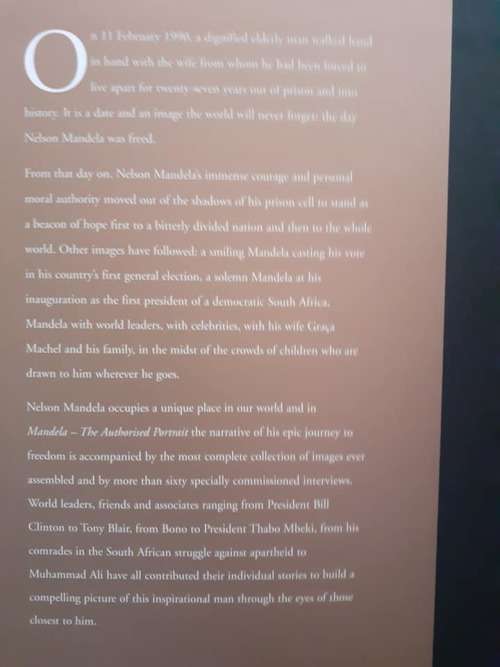 On 11 February 1990, a dignified elderly man walked hand
in hand with the wife from whom he had been forced to
live apart for twenty-seven years out of prison and into
history. It is a date and an image the world will never forget: the day
Nelson Mandela was freed.
From that day on, Nelson Mandela's immense courage and personal
moral authority moved out of the shadows of his prison cell to stand as
a beacon of hope first to a bitterly divided nation and then to the whole
world. Other images have followed: a smiling Mandela casting his vote
in his country's first general election, a solemn Mandela at his
inauguration as the first president of a democratic South Africa,
Mandela with world leaders, with celebrities, with his wife Graça
Machel and his family, in the midst of the crowds of children who are
drawn to him wherever he goes.
Nelson Mandela occupies a unique place in our world and in
Mandela – The Authorised Portrait the narrative of his epic journey to
freedom is accompanied by the most complete collection of images ever
assembled and by more than sixty specially commissioned interviews.
World leaders, friends and associates ranging from President Bill
Clinton to Tony Blair, from Bono to President Thabo Mbeki, from his
comrades in the South African struggle against apartheid to
Muhammad Ali have all contributed their individual stories to build a
compelling picture of this inspirational man through the eyes of those
closest to him.